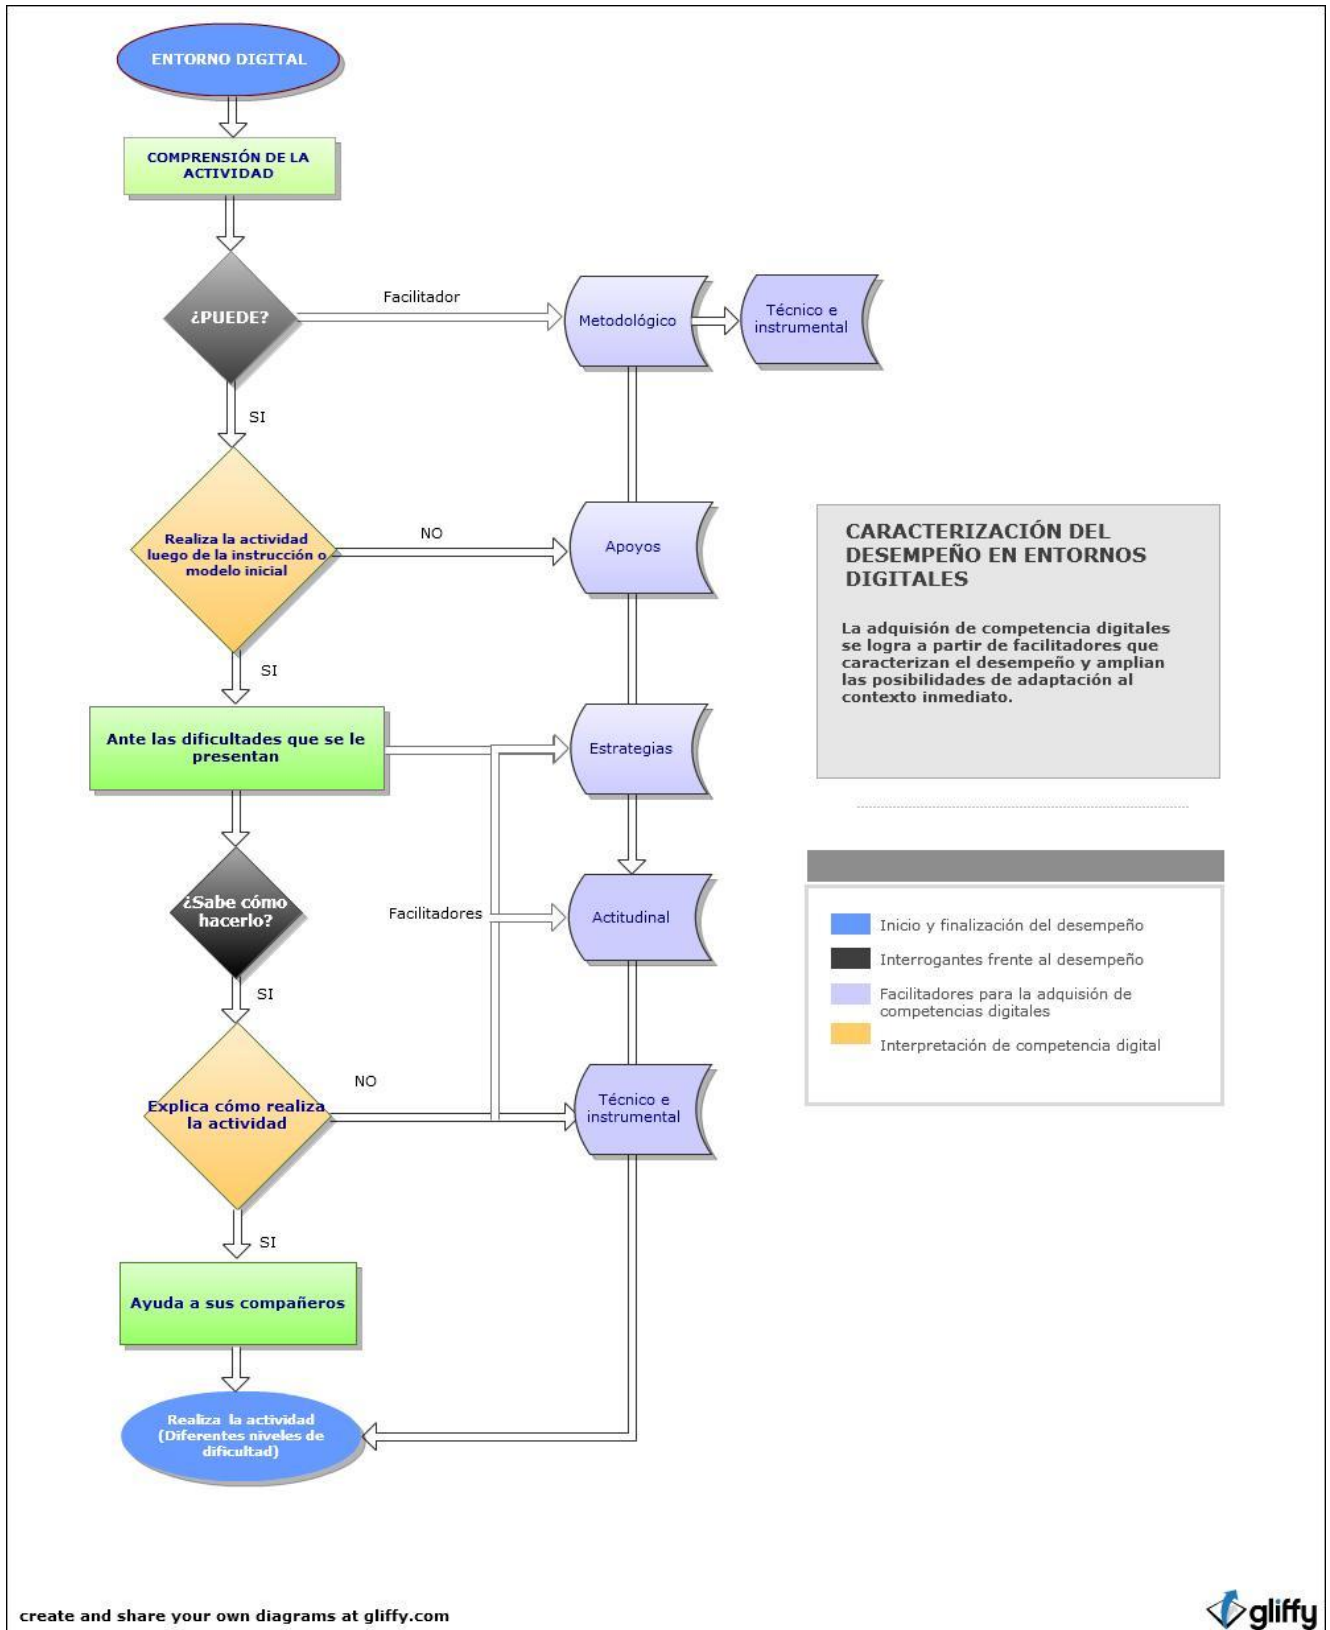 ENTORNO DIGITAL
COMPRENSIÓN DE LA
ACTIVIDAD
¿PUEDE?
Facilitador
Metodológico
Técnico e
instrumental
SI
Realiza la actividad
luego de la instrucción o
modelo inicial
NO
Apoyos
SI
Ante las dificultades que se le
presentan
Estrategias
¿Sabe cómo
hacerlo?
Facilitadores
Actitudinal
SI
Explica cómo realiza
la actividad
NO
Técnico e
instrumental
SI
Ayuda a sus compañeros
Realiza la actividad
(Diferentes niveles de
dificultad)
CARACTERIZACIÓN DEL
DESEMPEÑO EN ENTORNOS
DIGITALES
La adquisión de competencia digitales
se logra a partir de facilitadores que
caracterizan el desempeño y amplian
las posibilidades de adaptación al
contexto inmediato.
Inicio y finalización del desempeño
Interrogantes frente al desempeño
Facilitadores para la adquisión de
competencias digitales
Interpretación de competencia digital
create and share your own diagrams at gliffy.com
gliffy